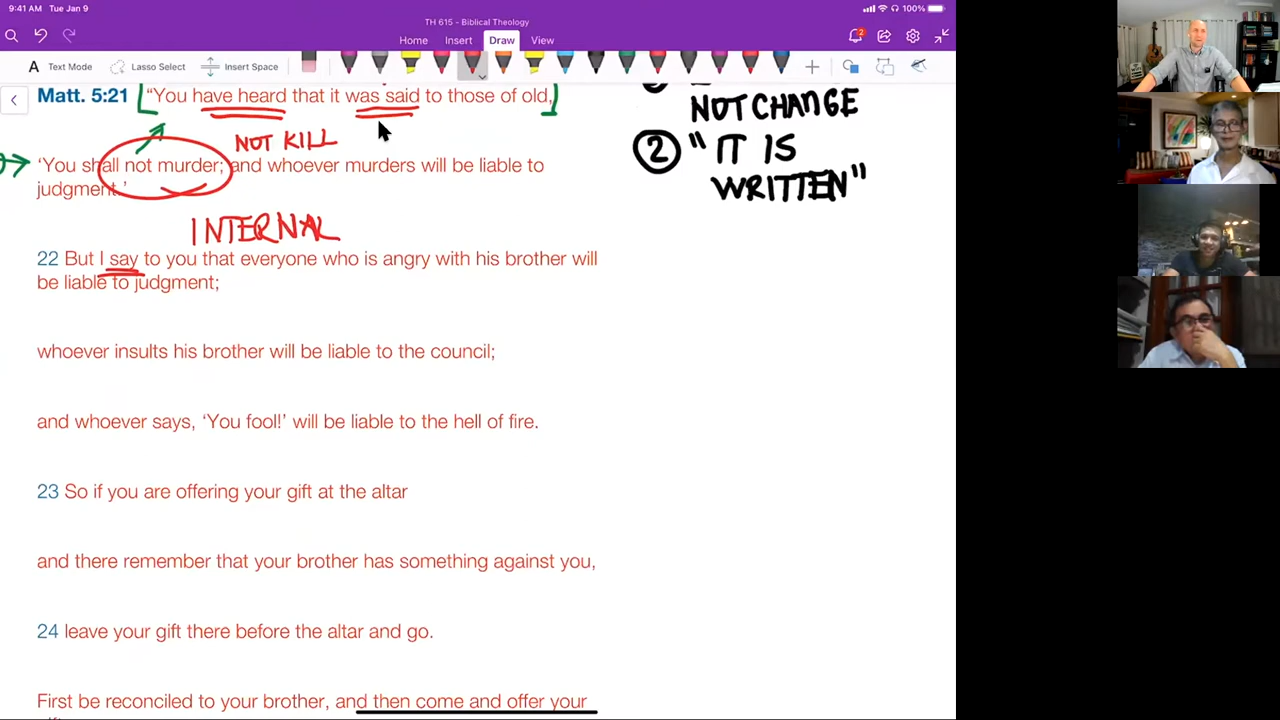 9:41 AM Tue Jan 9
100%
TH 615 - Biblical Theology
Home Insert Draw View
2
A Text Mode Lasso Select Insert Space
Matt. 5:21 ["You have heard that it was said to those of old,]
NOT KILL
'You shall not murder; and whoever murders will be liable to
judgment.'
INTERNAL
22 But I say to you that everyone who is angry with his brother will
be liable to judgment;
whoever insults his brother will be liable to the council;
and whoever says, 'You fool!' will be liable to the hell of fire.
23 So if you are offering your gift at the altar
and there remember that your brother has something against you,
24 leave your gift there before the altar and go.
First be reconciled to your brother, and then come and offer your
NOT CHANGE
2 "IT IS
WRITTEN"